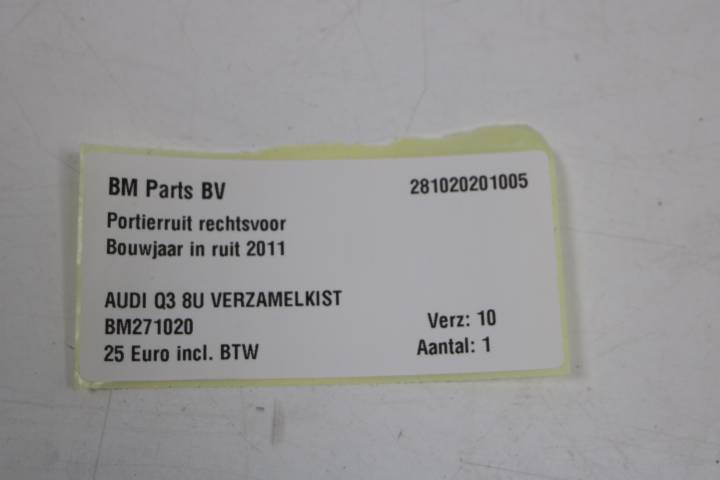 BM Parts BV 281020201005
Portierruit rechtsvoor
Bouwjaar in ruit 2011
AUDI Q3 8U VERZAMELKIST
BM271020 Verz: 10
25 Euro incl. BTW Aantal: 1